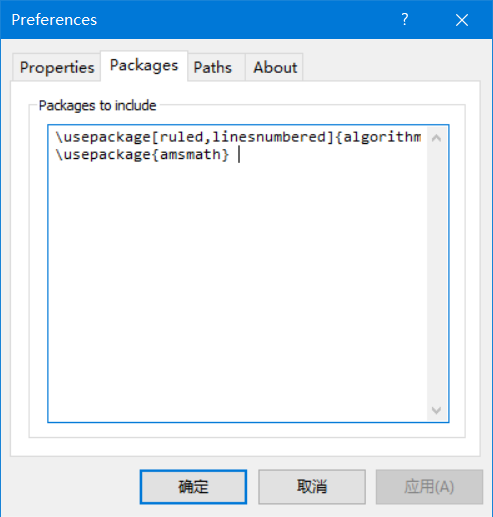 Preferences
?
Properties
Packages
Paths
About
Packages to include
\usepackage[ruled,linesnumbered]{algorithm
\usepackage{amsmath}
确定
取消
应用(A)